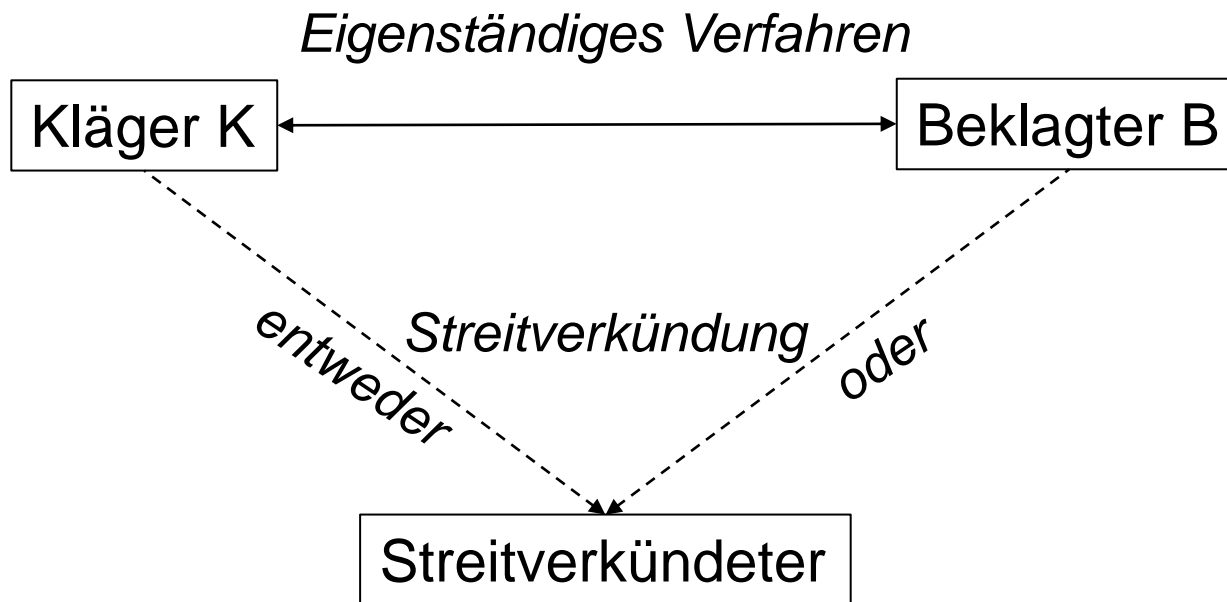 Eigenständiges Verfahren
Kläger K
Beklagter B
entweder
Streitverkündung
oder
Streitverkündeter